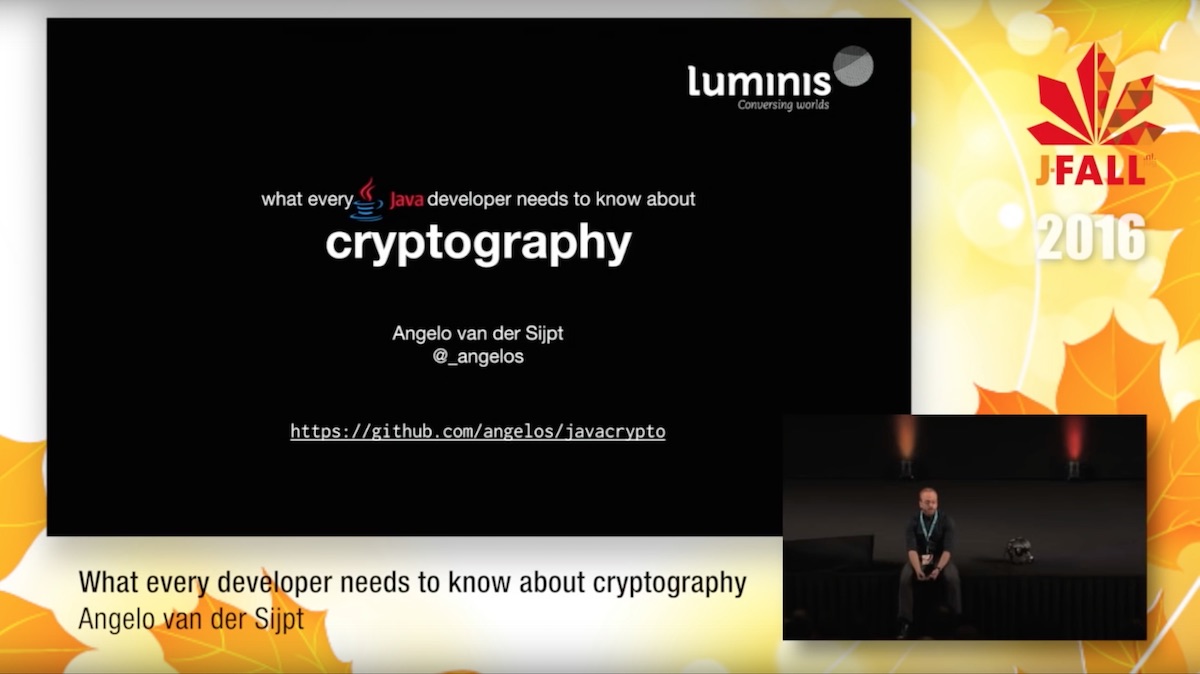 luminis
Conversing worlds
what every Java developer needs to know about
cryptography
Angelo van der Sijpt
@_angelos
https://github.com/angelos/javacrypto
J-FALL
2016
What every developer needs to know about cryptography
Angelo van der Sijpt